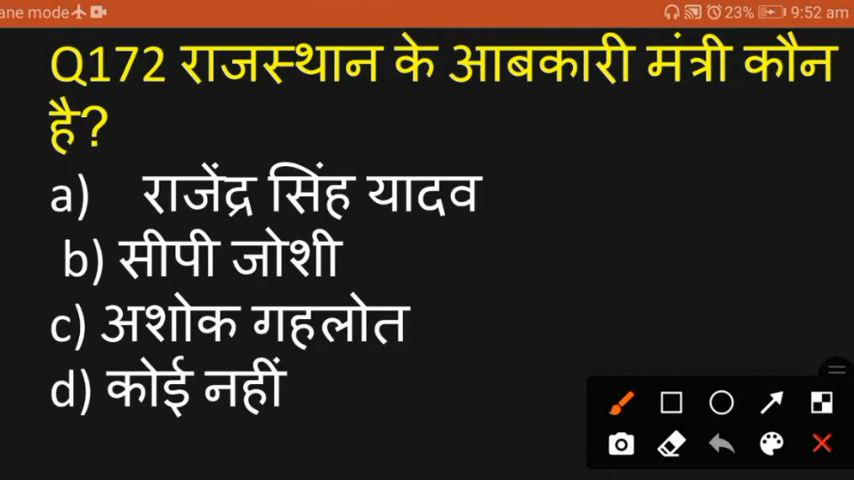 ane mode 23% 9:52 am
Q172 राजस्थान के आबकारी मंत्री कौन
है?
a) राजेंद्र सिंह यादव
b) सीपी जोशी
c) अशोक गहलोत
d) कोई नहीं